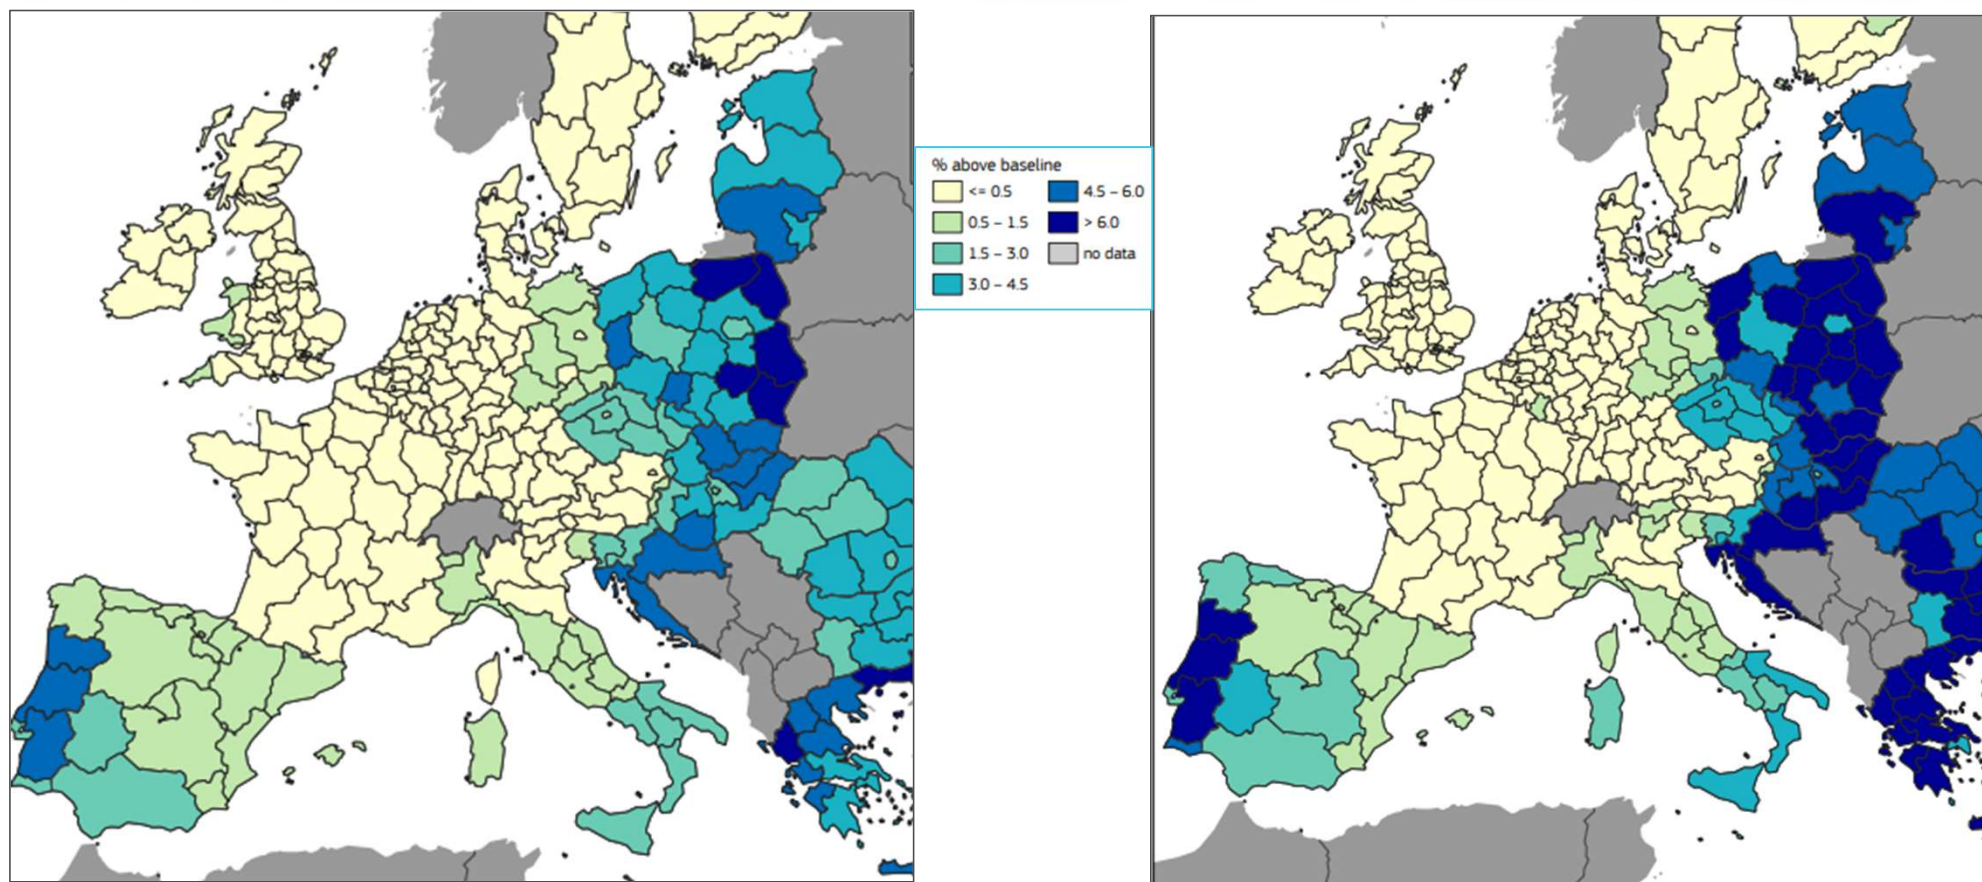 % above baseline
<= 0.5
4.5 – 6.0
0.5 – 1.5
> 6.0
1.5 – 3.0
no data
3.0 – 4.5